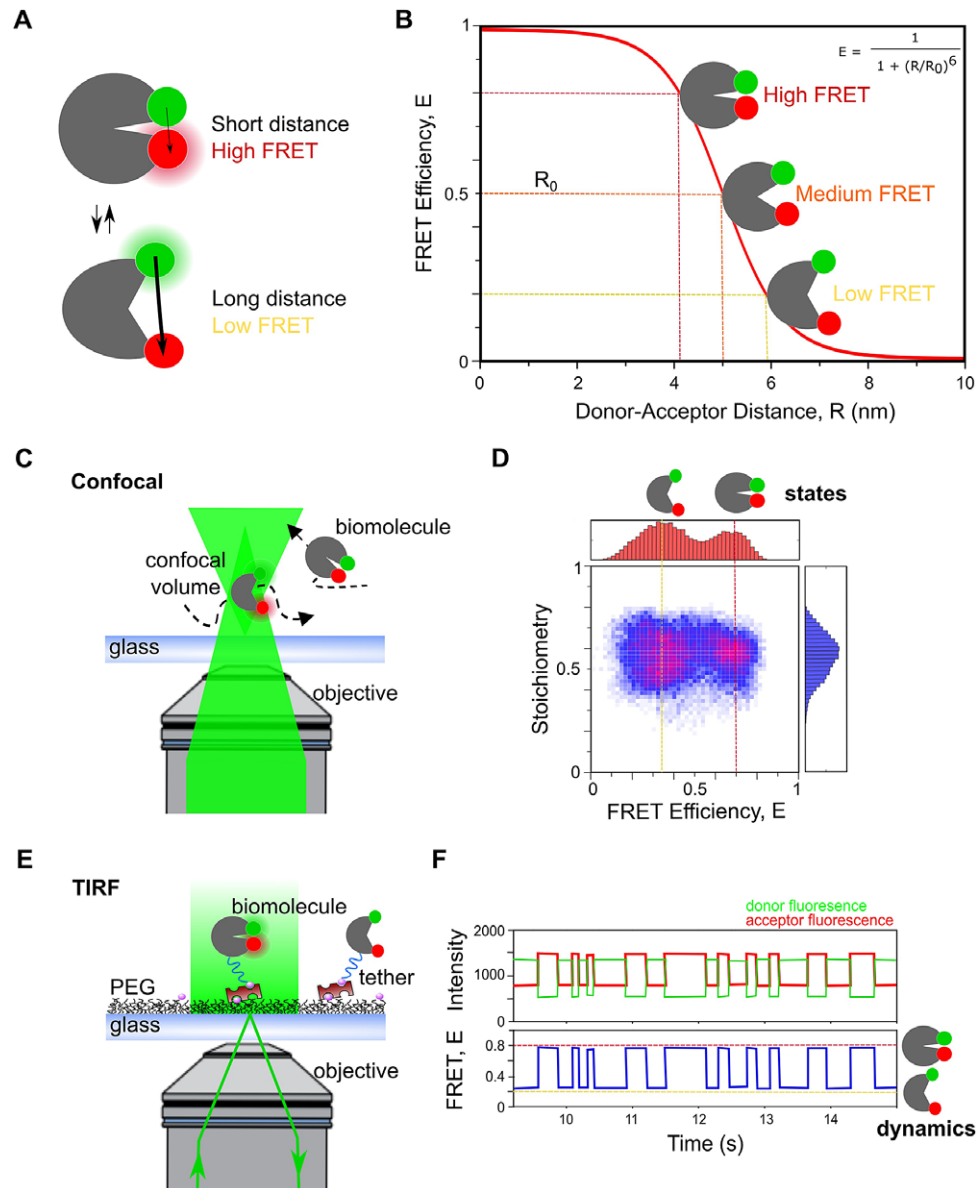 A
Short distance
High FRET
Long distance
Low FRET
B
E = 1 / 1 + (R/R0)6
FRET Efficiency, E
1
0.5
0
R0
High FRET
Medium FRET
Low FRET
0 2 4 6 8 10
Donor-Acceptor Distance, R (nm)
C
Confocal
biomolecule
confocal
volume
glass
objective
D
states
Stoichiometry
1
0.5
0
0 0.5 1
FRET Efficiency, E
E
TIRF
biomolecule
PEG
tether
glass
objective
F
donor fluoresence
acceptor fluorescence
Intensity
2000
1000
0
FRET, E
0.8
0.4
0
10 11 12 13 14
Time (s)
dynamics